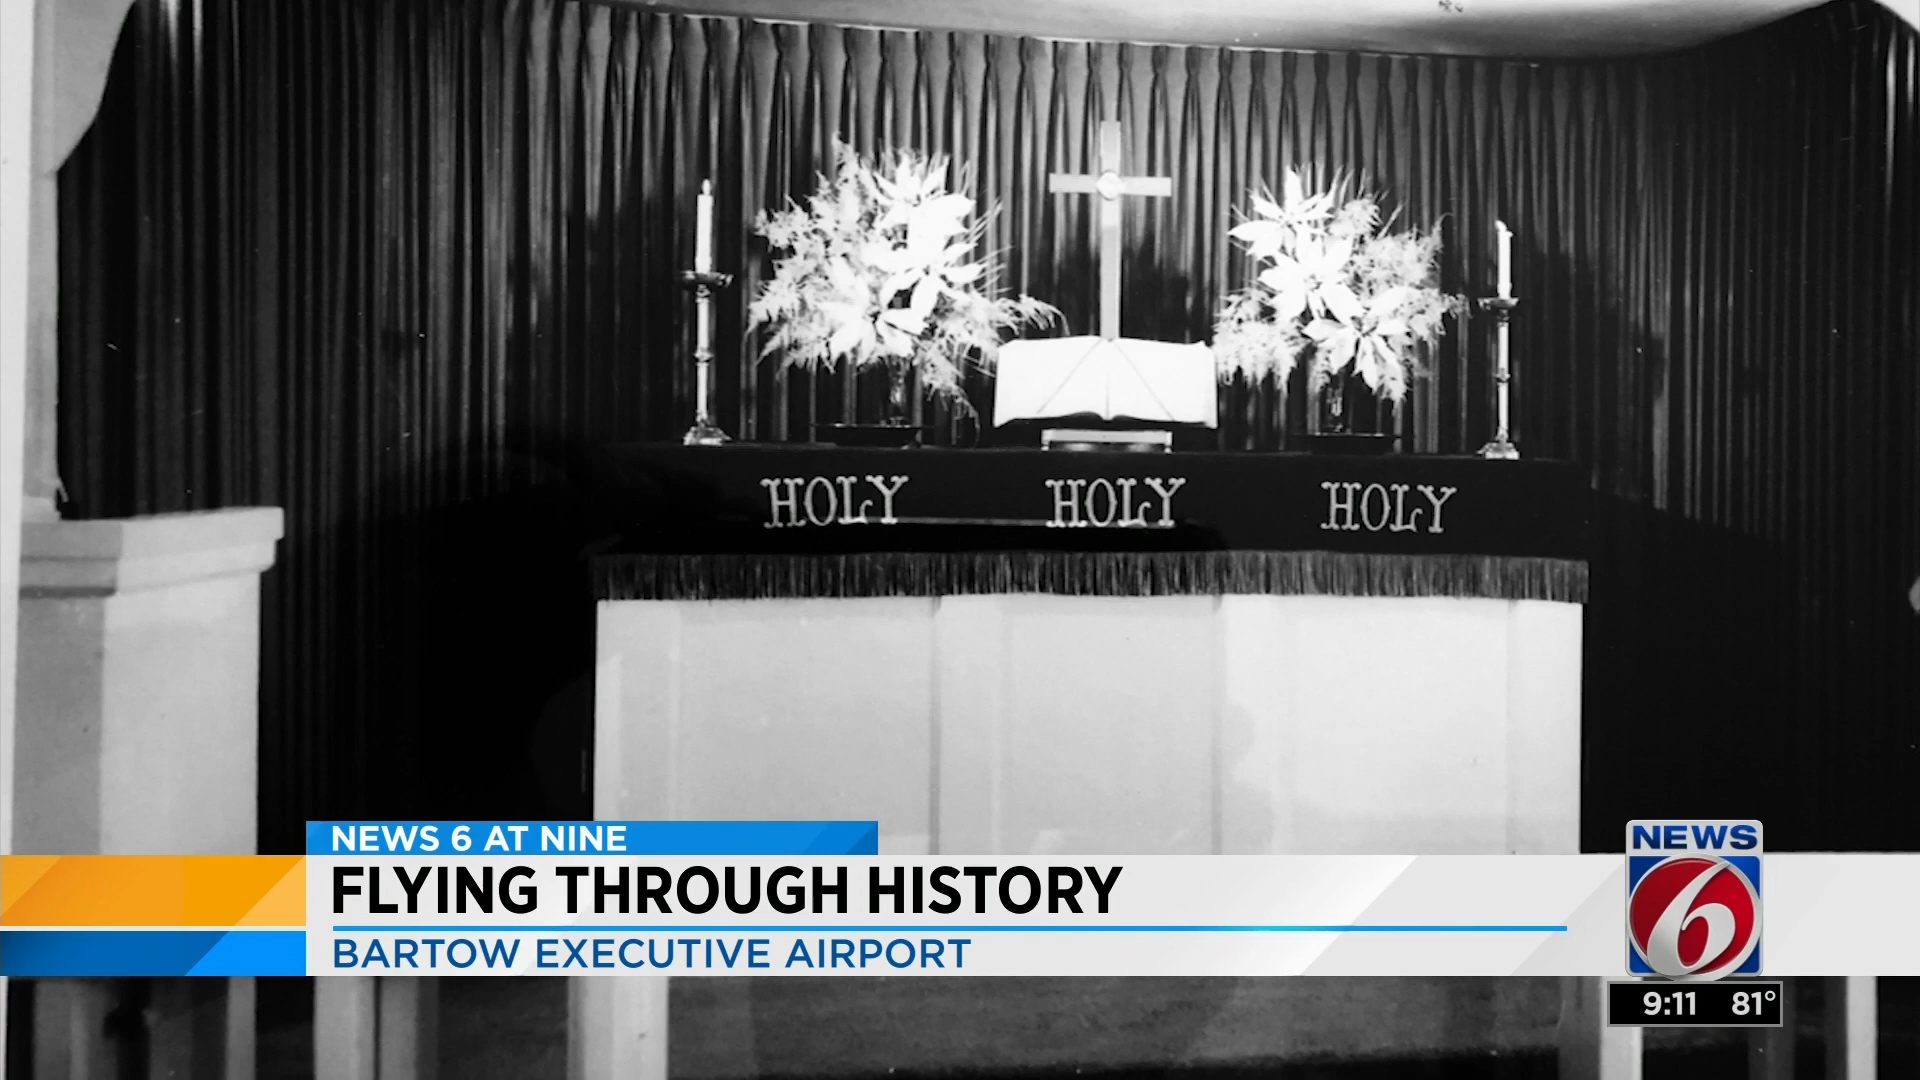 HOLY HOLY HOLY
NEWS 6 AT NINE
FLYING THROUGH HISTORY
BARTOW EXECUTIVE AIRPORT
NEWS
6
9:11 81°